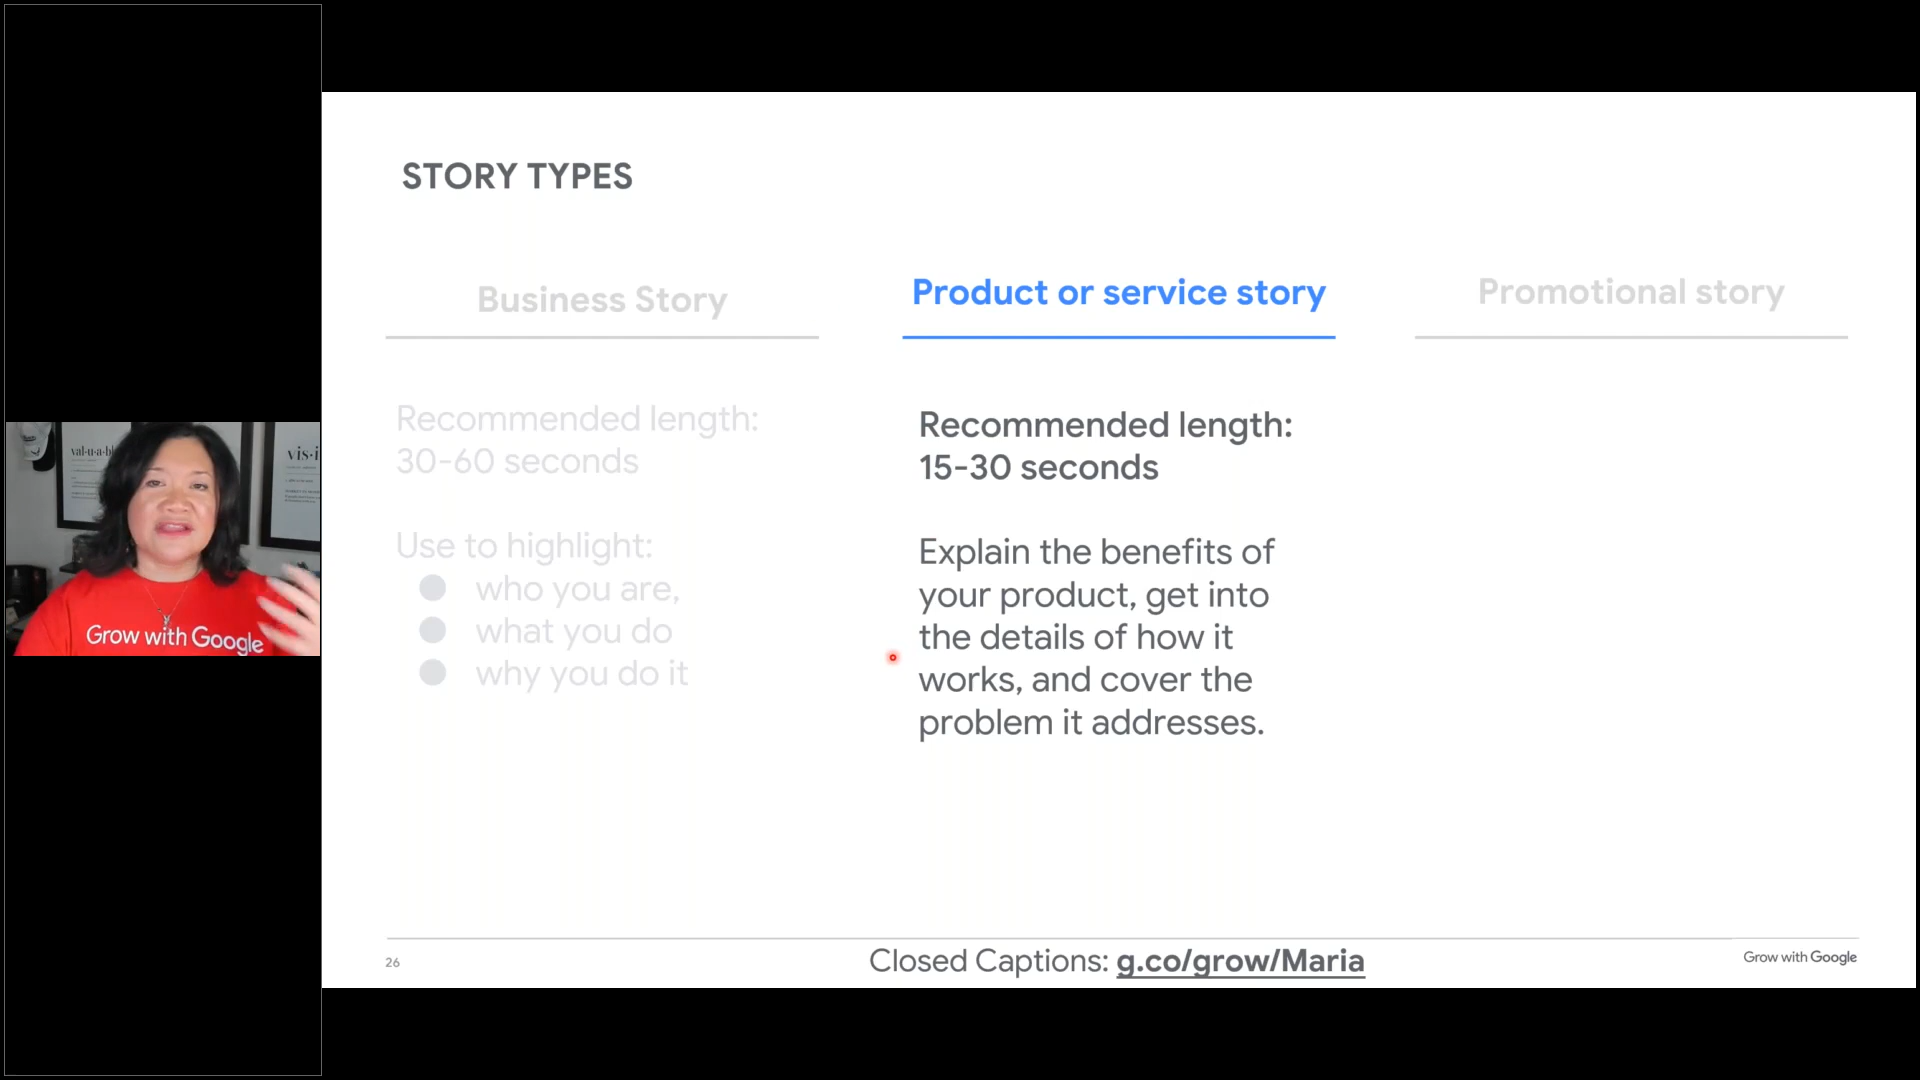 STORY TYPES
Business Story
Product or service story
Promotional story
Recommended length:
30-60 seconds
Use to highlight:
● who you are,
● what you do
● why you do it
Recommended length:
15-30 seconds
Explain the benefits of
your product, get into
the details of how it
works, and cover the
problem it addresses.
val·u·a·bl
vis·i
Grow with Google
26
Closed Captions: g.co/grow/Maria
Grow with Google